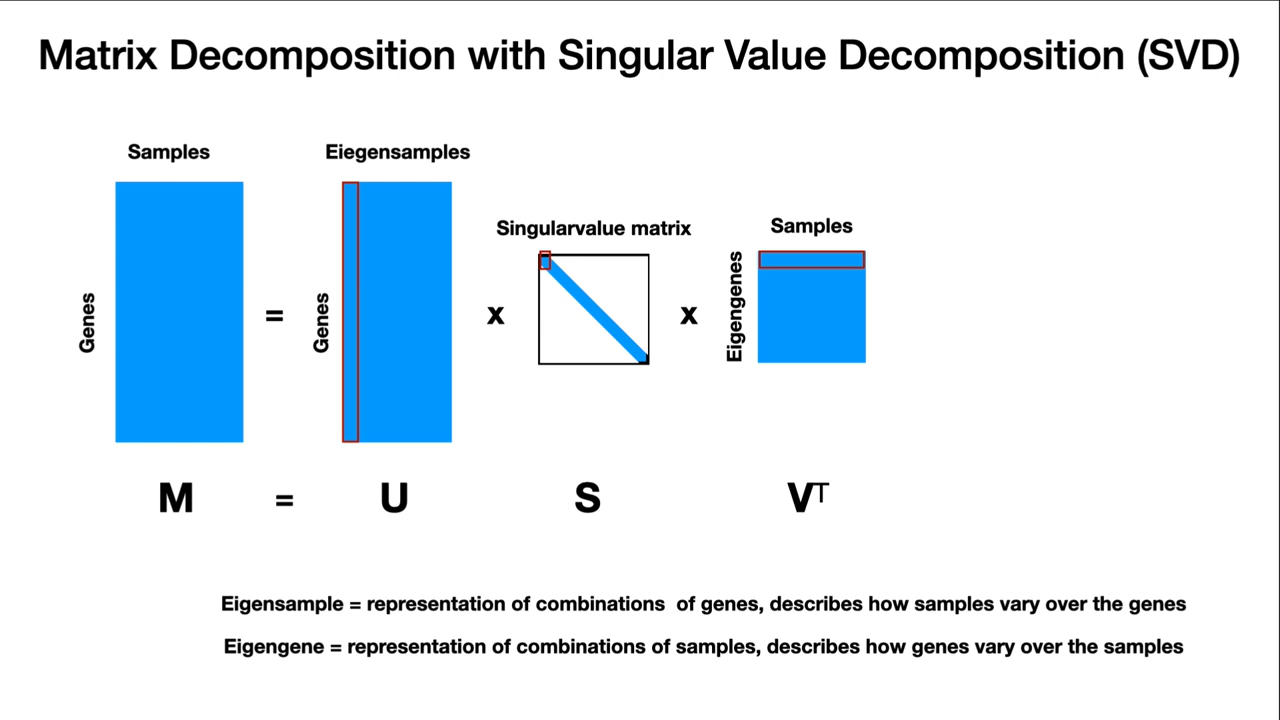 Matrix Decomposition with Singular Value Decomposition (SVD)
Samples
Eiegensamples
Singularvalue matrix
Samples
Genes
=
Genes
x
x
Eigengenes
M = U S Vᵀ
Eigensample = representation of combinations of genes, describes how samples vary over the genes
Eigengene = representation of combinations of samples, describes how genes vary over the samples